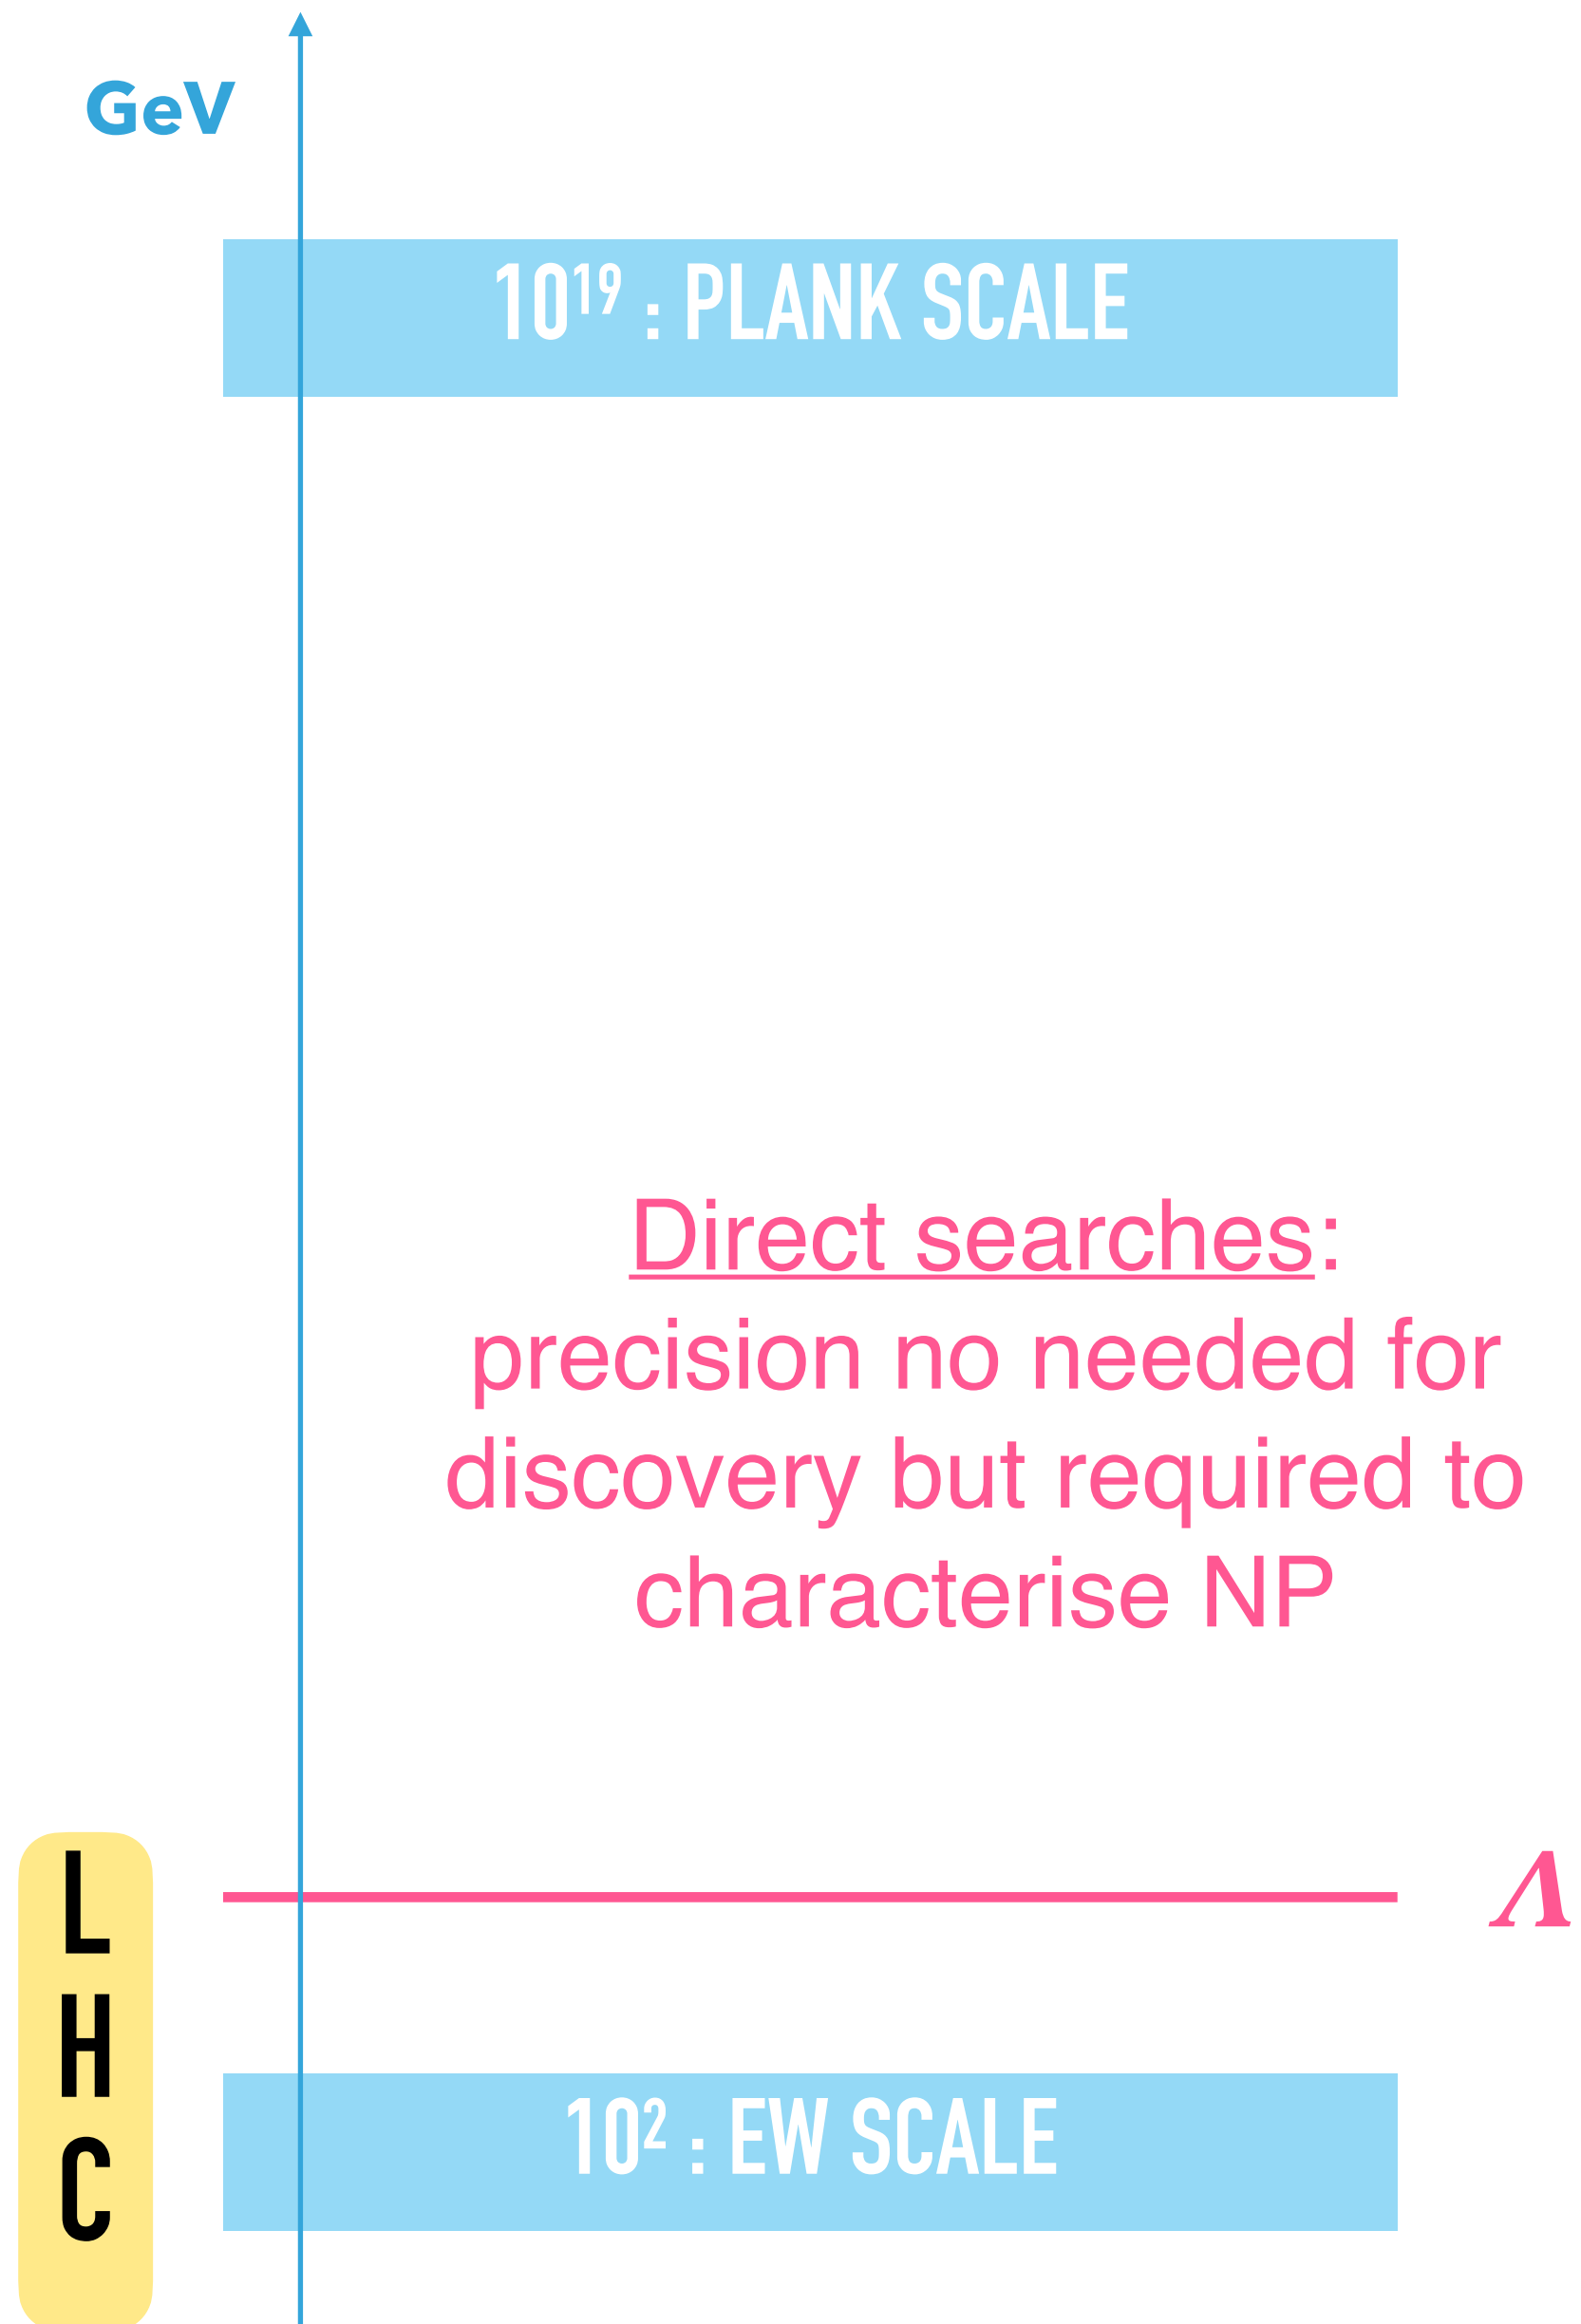 GeV
10¹⁹ : PLANK SCALE
Direct searches:
precision no needed for
discovery but required to
characterise NP
Λ
L
H
C
10² : EW SCALE